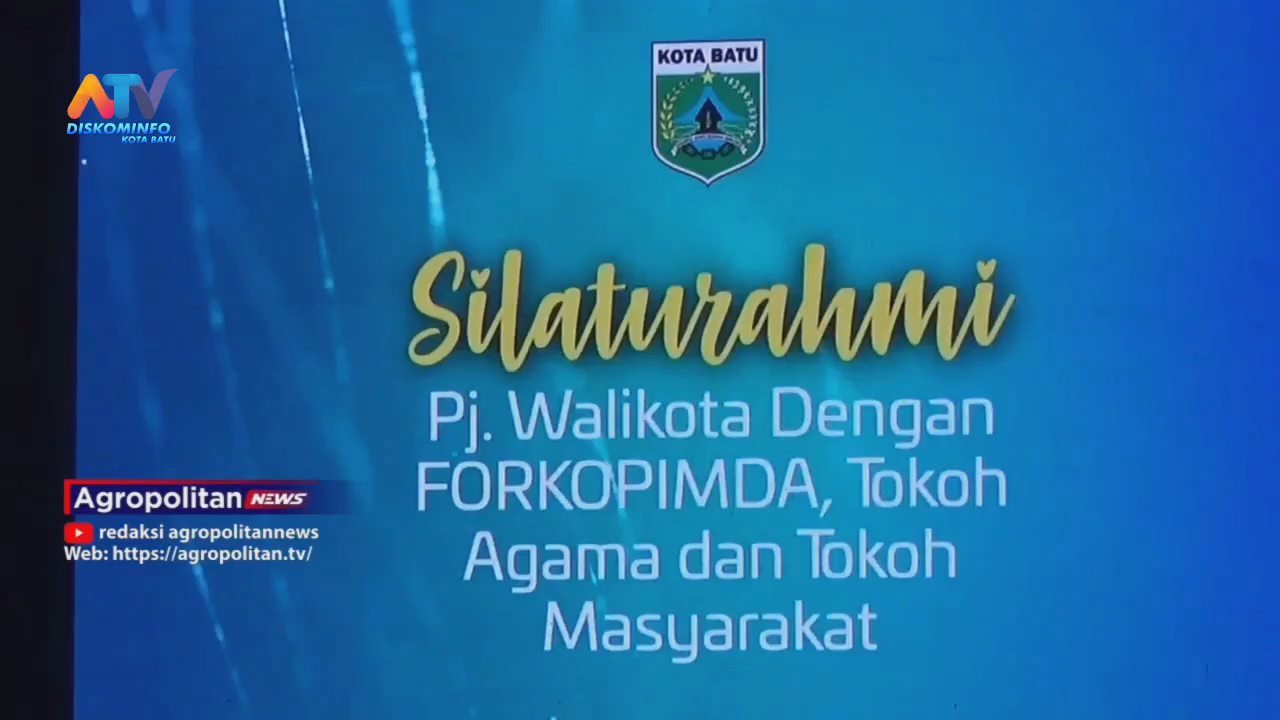 KOTA BATU
ATV
DISKOMINFO
KOTA BATU
Silaturahmi
Pj. Walikota Dengan
FORKOPIMDA, Tokoh
Agama dan Tokoh
Masyarakat
Agropolitan NEWS
redaksi agropolitannews
Web: https://agropolitan.tv/